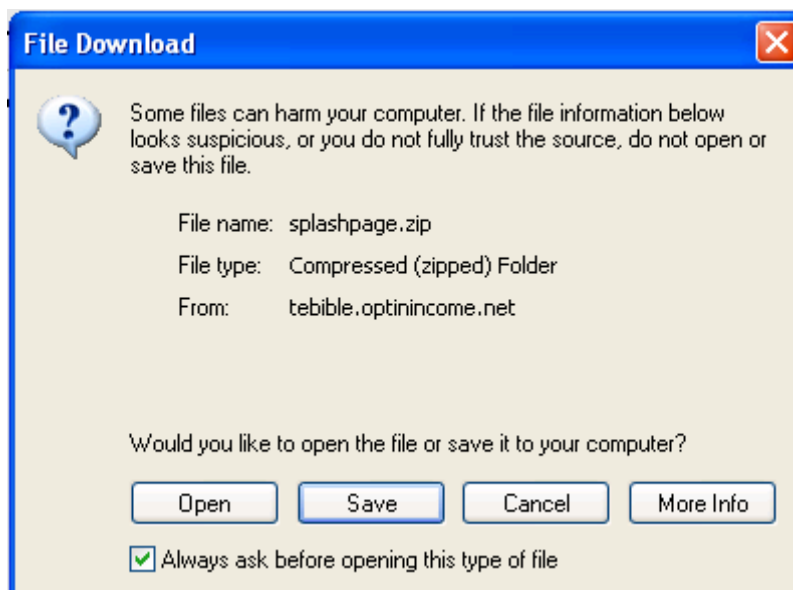 File Download
Some files can harm your computer. If the file information below
looks suspicious, or you do not fully trust the source, do not open or
save this file.
File name: splashpage.zip
File type: Compressed (zipped) Folder
From: tebible.optinincome.net
Would you like to open the file or save it to your computer?
Open Save Cancel More Info
Always ask before opening this type of file